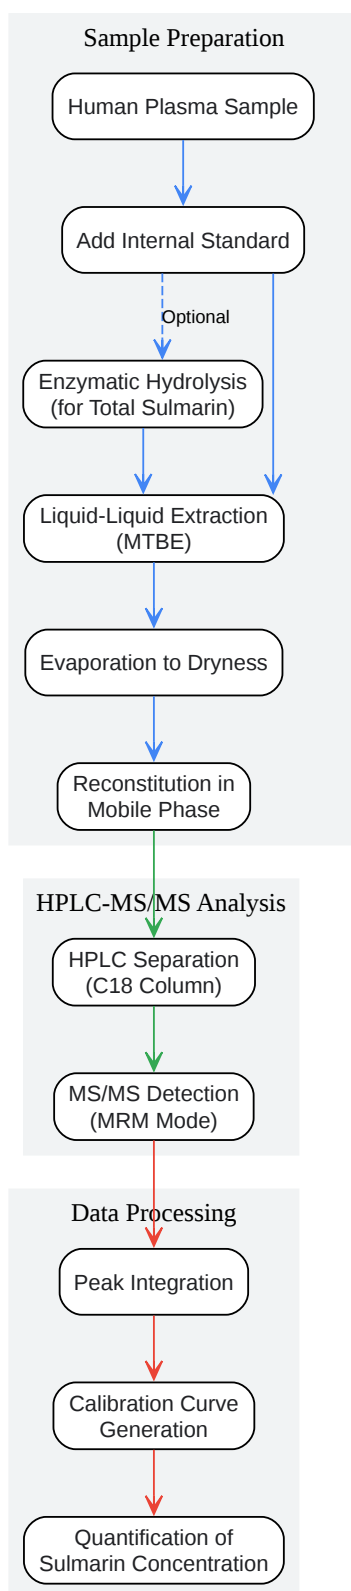 Sample Preparation
Human Plasma Sample
Add Internal Standard
Optional
Enzymatic Hydrolysis
(for Total Sulmarin)
Liquid-Liquid Extraction
(MTBE)
Evaporation to Dryness
Reconstitution in
Mobile Phase
HPLC-MS/MS Analysis
HPLC Separation
(C18 Column)
MS/MS Detection
(MRM Mode)
Data Processing
Peak Integration
Calibration Curve
Generation
Quantification of
Sulmarin Concentration